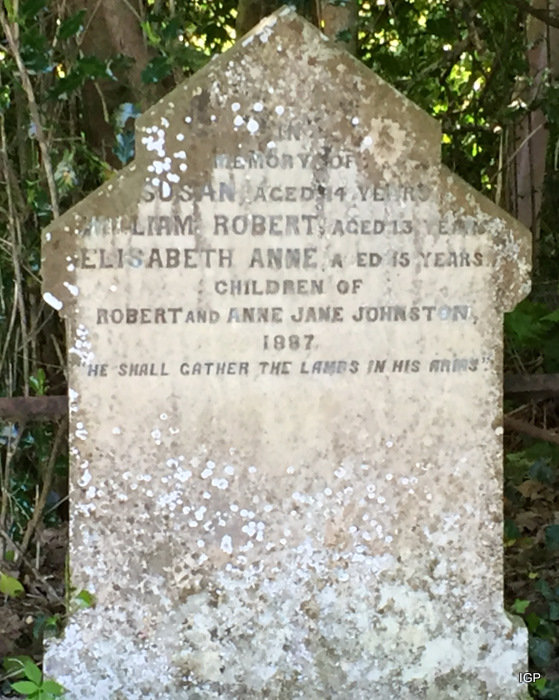 IN
MEMORY OF
SUSAN, AGED 14 YEARS
WILLIAM ROBERT, AGED 13 YEARS
ELISABETH ANNE, A ED 15 YEARS.
CHILDREN OF
ROBERT AND ANNE JANE JOHNSTON,
1887.
"HE SHALL GATHER THE LAMBS IN HIS ARMS".
IGP